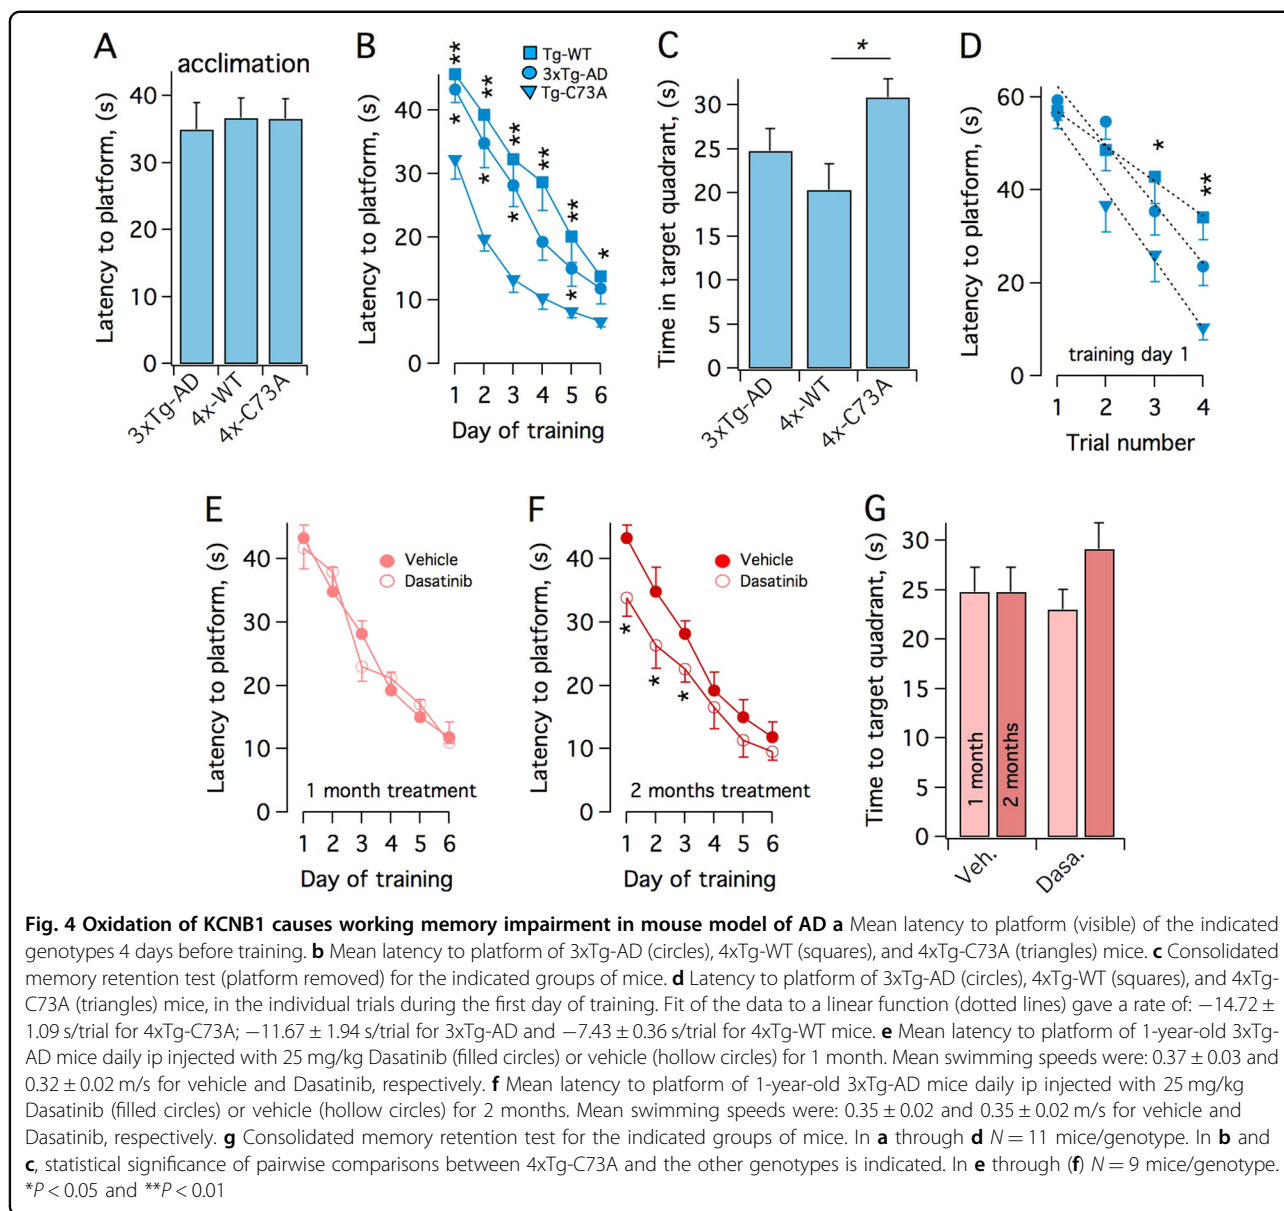 A
acclimation
Latency to platform, (s)
40
30
20
10
0
3xTg-AD
4x-WT
4x-C73A
B
Tg-WT
3xTg-AD
Tg-C73A
Latency to platform, (s)
40
30
20
10
0
**
**
**
**
**
*
*
*
*
*
1 2 3 4 5 6
Day of training
C
*
Time in target quadrant, (s)
30
25
20
15
10
5
0
3xTg-AD
4x-WT
4x-C73A
D
Latency to platform, (s)
60
40
20
0
*
**
training day 1
1 2 3 4
Trial number
E
Vehicle
Dasatinib
Latency to platform, (s)
40
30
20
10
0
1 month treatment
1 2 3 4 5 6
Day of training
F
Vehicle
Dasatinib
Latency to platform, (s)
40
30
20
10
0
*
*
*
2 months treatment
1 2 3 4 5 6
Day of training
G
Time to target quadrant, (s)
30
25
20
15
10
5
0
1 month
2 months
Veh.
Dasa.
Fig. 4 Oxidation of KCNB1 causes working memory impairment in mouse model of AD a Mean latency to platform (visible) of the indicated
genotypes 4 days before training. b Mean latency to platform of 3xTg-AD (circles), 4xTg-WT (squares), and 4xTg-C73A (triangles) mice. c Consolidated
memory retention test (platform removed) for the indicated groups of mice. d Latency to platform of 3xTg-AD (circles), 4xTg-WT (squares), and 4xTg-
C73A (triangles) mice, in the individual trials during the first day of training. Fit of the data to a linear function (dotted lines) gave a rate of: −14.72 ±
1.09 s/trial for 4xTg-C73A; −11.67 ± 1.94 s/trial for 3xTg-AD and −7.43 ± 0.36 s/trial for 4xTg-WT mice. e Mean latency to platform of 1-year-old 3xTg-
AD mice daily ip injected with 25 mg/kg Dasatinib (filled circles) or vehicle (hollow circles) for 1 month. Mean swimming speeds were: 0.37 ± 0.03 and
0.32 ± 0.02 m/s for vehicle and Dasatinib, respectively. f Mean latency to platform of 1-year-old 3xTg-AD mice daily ip injected with 25 mg/kg
Dasatinib (filled circles) or vehicle (hollow circles) for 2 months. Mean swimming speeds were: 0.35 ± 0.02 and 0.35 ± 0.02 m/s for vehicle and
Dasatinib, respectively. g Consolidated memory retention test for the indicated groups of mice. In a through d N = 11 mice/genotype. In b and
c, statistical significance of pairwise comparisons between 4xTg-C73A and the other genotypes is indicated. In e through (f) N = 9 mice/genotype.
*P < 0.05 and **P < 0.01